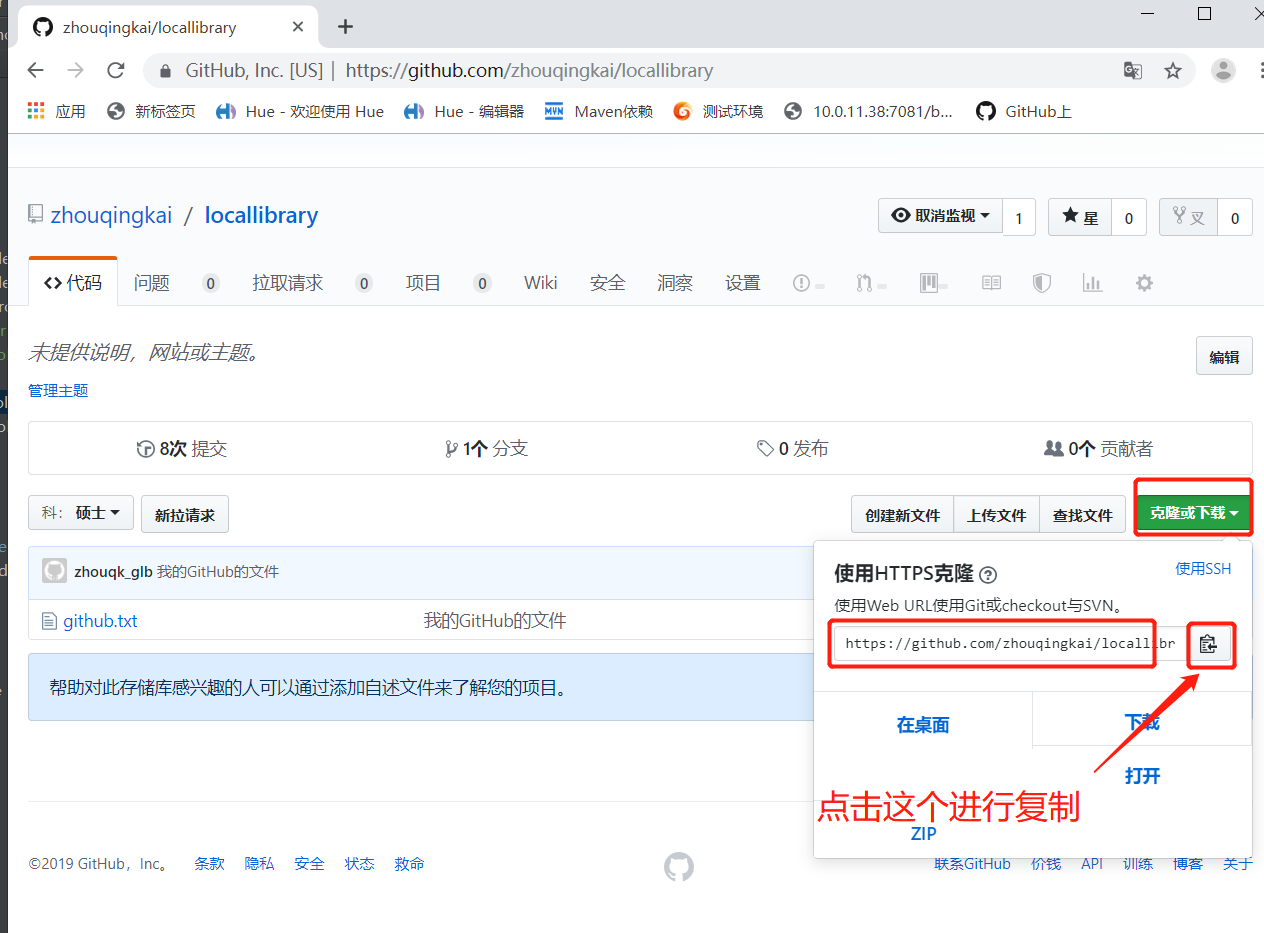 zhouqingkai/locallibrary
GitHub, Inc. [US] | https://github.com/zhouqingkai/locallibrary
应用 新标签页 Hue - 欢迎使用 Hue Hue - 编辑器 MVN Maven依赖 测试环境 10.0.11.38:7081/b... GitHub上
zhouqingkai / locallibrary
取消监视 1 星 0 叉 0
代码 问题 0 拉取请求 0 项目 0 Wiki 安全 洞察 设置
未提供说明，网站或主题。
编辑
管理主题
8次 提交 1个 分支 0 发布 0个 贡献者
科： 硕士 新拉请求 创建新文件 上传文件 查找文件 克隆或下载
zhouqk_glb 我的GitHub的文件
github.txt 我的GitHub的文件
帮助对此存储库感兴趣的人可以通过添加自述文件来了解您的项目。
使用HTTPS克隆 ? 使用SSH
使用Web URL使用Git或checkout与SVN。
https://github.com/zhouqingkai/locallibr
在桌面
下载
打开
点击这个进行复制
ZIP
©2019 GitHub，Inc。 条款 隐私 安全 状态 救命 联系GitHub 价钱 API 训练 博客 关于